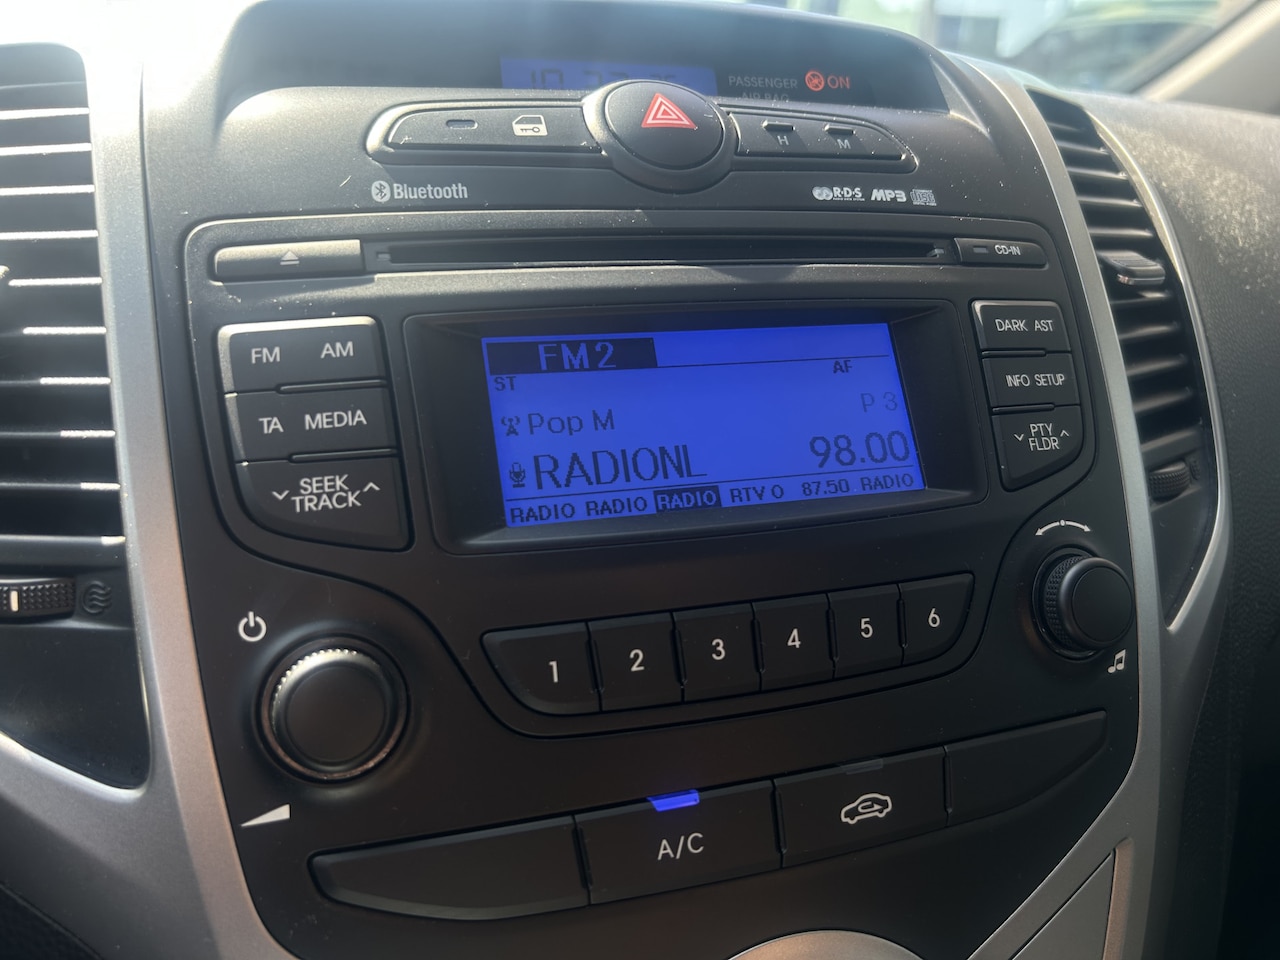 PASSENGER ON
AIR BAG
H M
Bluetooth
R·D·S MP3
CD-IN
FM AM
TA MEDIA
SEEK
TRACK
FM2
ST AF
Pop M P 3
RADIONL 98.00
RADIO RADIO RADIO RTV O 87.50 RADIO
DARK AST
INFO SETUP
PTY
FLDR
1 2 3 4 5 6
A/C